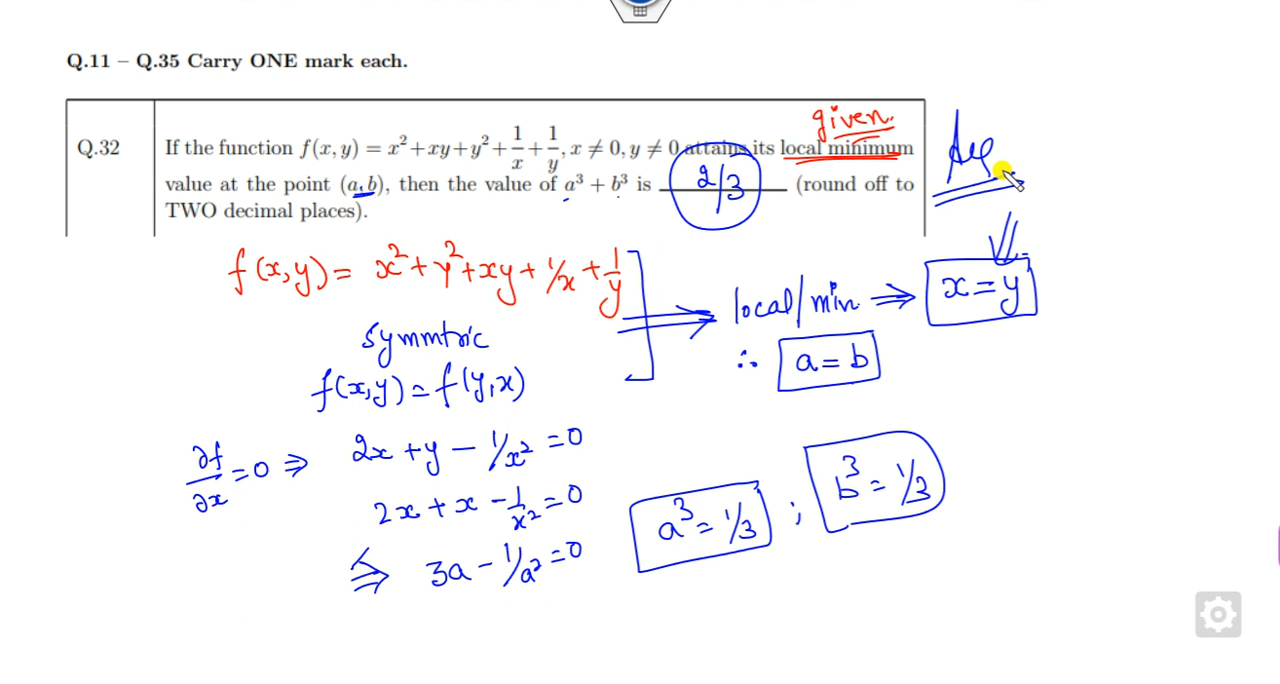 Q.11 – Q.35 Carry ONE mark each.
given.
Q.32 If the function f(x, y) = x² + xy + y² + 1/x + 1/y, x ≠ 0, y ≠ 0 attains its local minimum
value at the point (a, b), then the value of a³ + b³ is 2/3 (round off to
TWO decimal places).
f(x,y) = x² + y² + xy + 1/x + 1/y
local/min ⇒ x = y
symmtric
∴ a = b
f(x,y) = f(y,x)
∂f/∂x = 0 ⇒ 2x + y − 1/x² = 0
2x + x − 1/x² = 0
a³ = 1/3 ; b³ = 1/3
⇒ 3a − 1/a² = 0